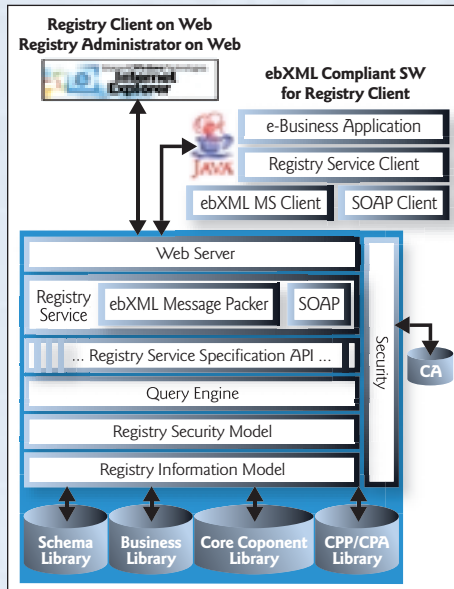 Registry Client on Web
Registry Administrator on Web
Internet
Explorer
ebXML Compliant SW
for Registry Client
JAVA
e-Business Application
Registry Service Client
ebXML MS Client
SOAP Client
Web Server
Registry
Service
ebXML Message Packer
SOAP
... Registry Service Specification API ...
Query Engine
Registry Security Model
Registry Information Model
Security
CA
Schema
Library
Business
Library
Core Coponent
Library
CPP/CPA
Library